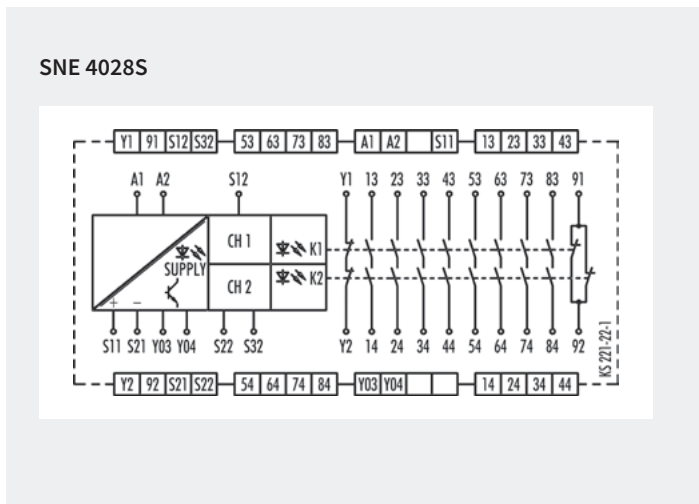 SNE 4028S
Y1 91 S12 S32 53 63 73 83 A1 A2 S11 13 23 33 43
A1 A2 S12 Y1 13 23 33 43 53 63 73 83 91
CH 1 K1
SUPPLY
CH 2 K2
+ −
S11 S21 Y03 Y04 S22 S32 Y2 14 24 34 44 54 64 74 84 92
KS 221-22-1
Y2 92 S21 S22 54 64 74 84 Y03 Y04 14 24 34 44